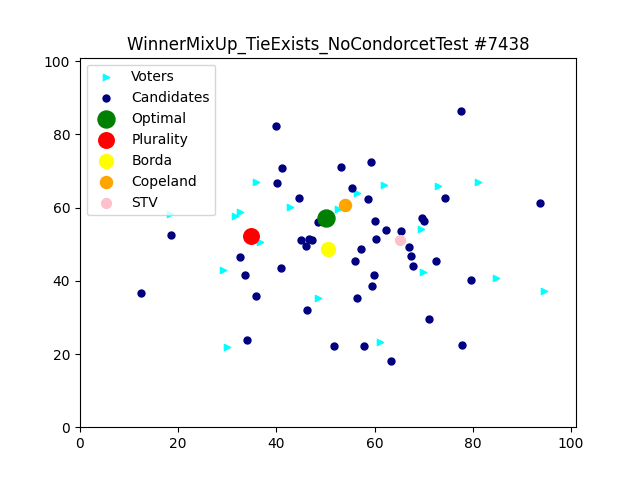 WinnerMixUp_TieExists_NoCondorcetTest #7438
100
80
60
40
20
0
Voters
Candidates
Optimal
Plurality
Borda
Copeland
STV
0 20 40 60 80 100